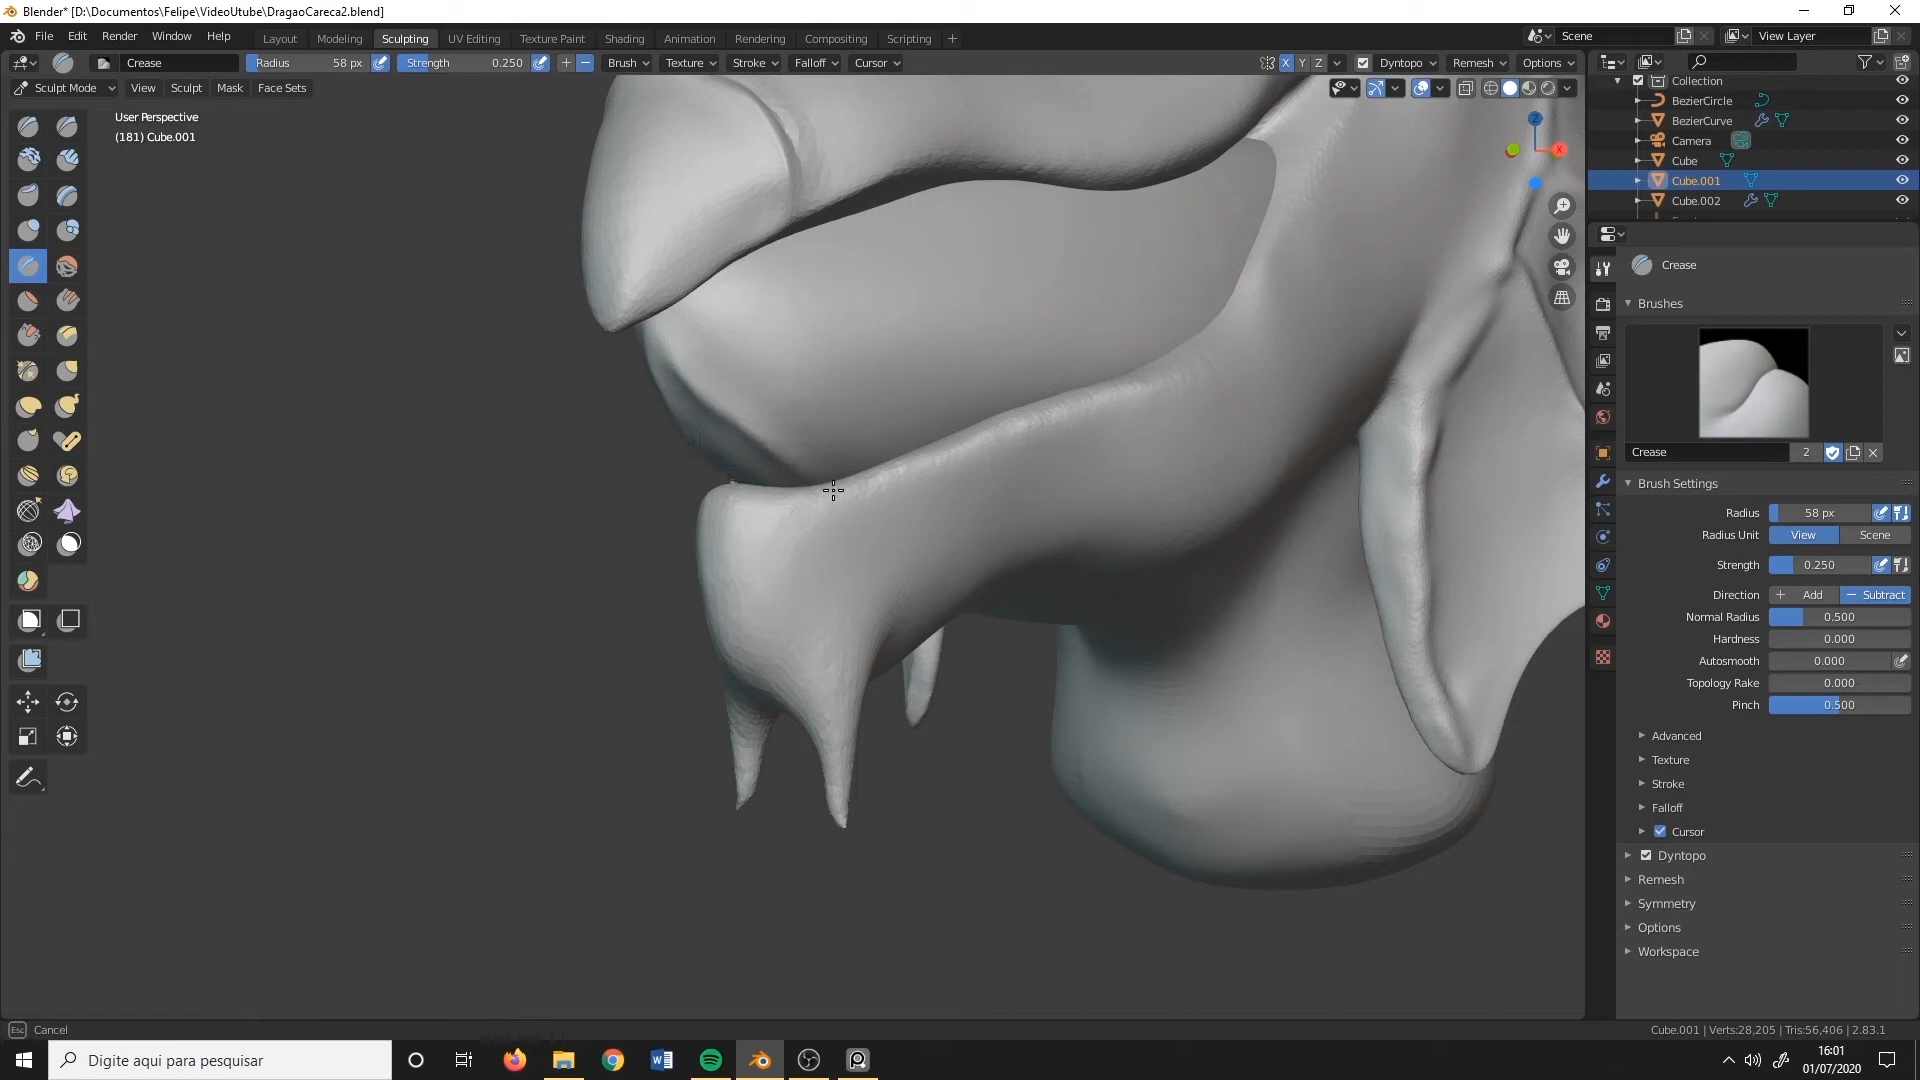 Blender* [D:\Documentos\Felipe\VideoUtube\DragaoCareca2.blend]
File Edit Render Window Help Layout Modeling Sculpting UV Editing Texture Paint Shading Animation Rendering Compositing Scripting + Scene View Layer
Crease Radius 58 px Strength 0.250 + − Brush Texture Stroke Falloff Cursor X Y Z Dyntopo Remesh Options
Sculpt Mode View Sculpt Mask Face Sets
User Perspective
(181) Cube.001
Z
X
Collection
BezierCircle
BezierCurve
Camera
Cube
Cube.001
Cube.002
Crease
Brushes
Crease 2
Brush Settings
Radius 58 px
Radius Unit View Scene
Strength 0.250
Direction + Add − Subtract
Normal Radius 0.500
Hardness 0.000
Autosmooth 0.000
Topology Rake 0.000
Pinch 0.500
Advanced
Texture
Stroke
Falloff
Cursor
Dyntopo
Remesh
Symmetry
Options
Workspace
Esc Cancel
Cube.001 | Verts:28,205 | Tris:56,406 | 2.83.1
Digite aqui para pesquisar
16:01
01/07/2020